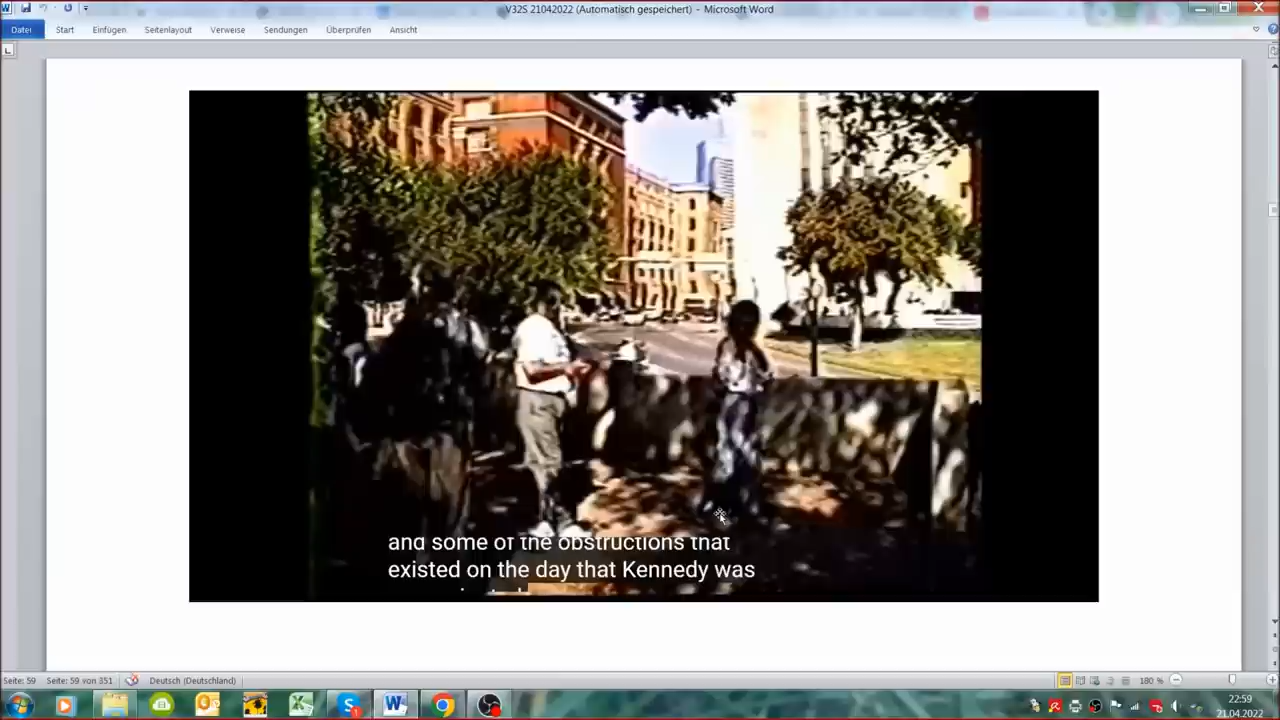 V32S 21042022 (Automatisch gespeichert) - Microsoft Word
Datei Start Einfügen Seitenlayout Verweise Sendungen Überprüfen Ansicht
and some of the obstructions that
existed on the day that Kennedy was
Seite: 59 Seite: 59 von 351 Deutsch (Deutschland) 180 %
22:59
21.04.2022